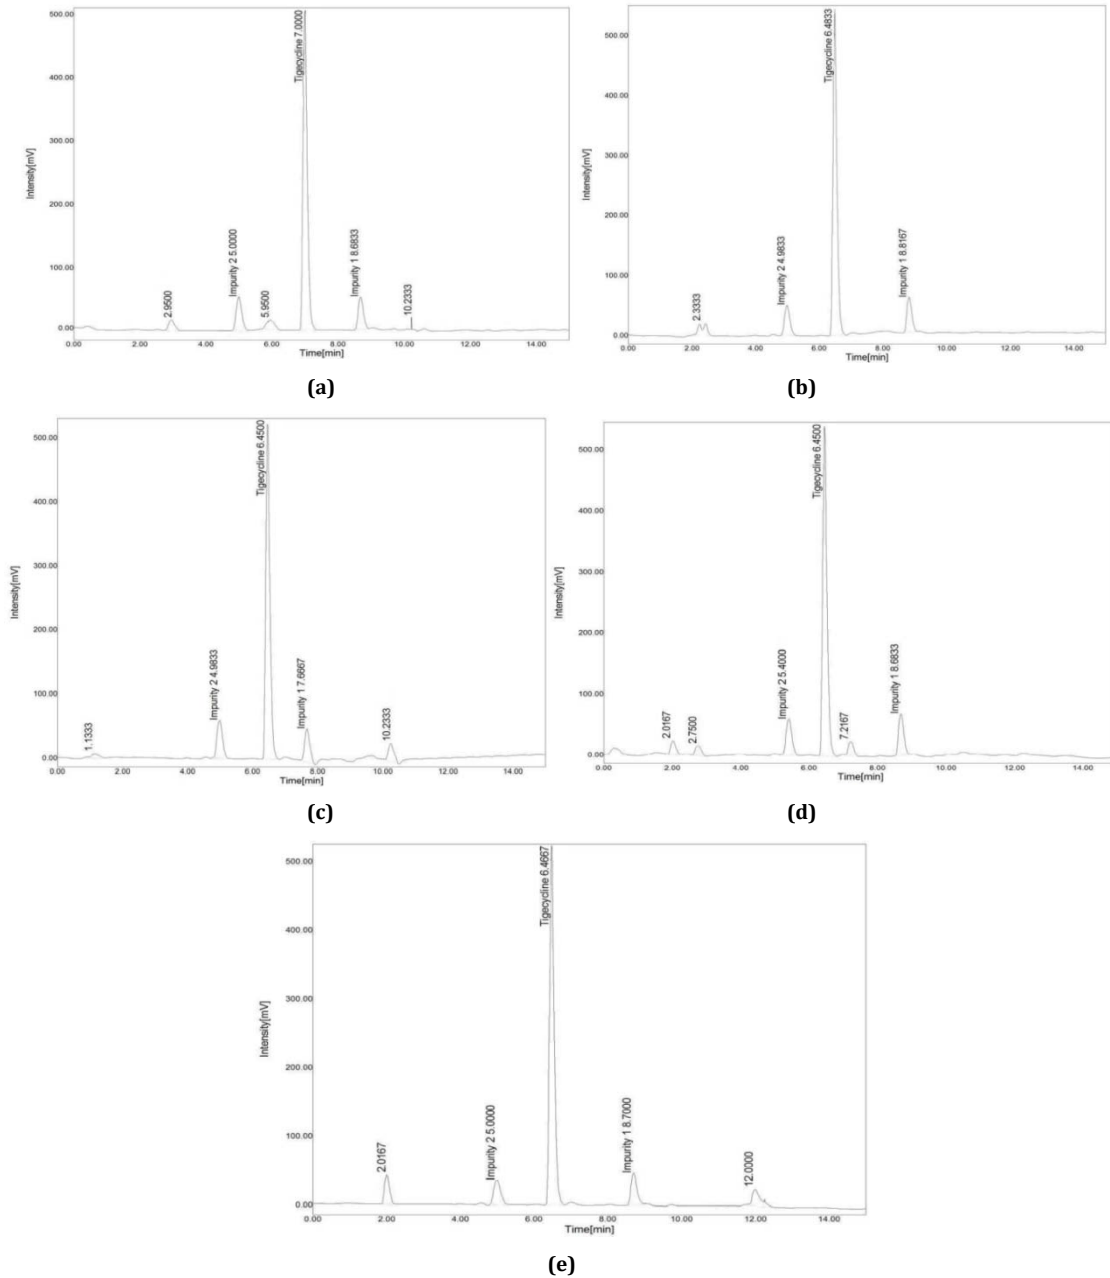 500.00
400.00
300.00
200.00
100.00
0.00
Intensity[mV]
2.9500
Impurity 2 5.0000
5.9500
Tigecycline 7.0000
Impurity 1 8.6833
10.2333
0.00 2.00 4.00 6.00 8.00 10.00 12.00 14.00
Time[min]
(a)
500.00
400.00
300.00
200.00
100.00
0.00
Intensity[mV]
2.3333
Impurity 2 4.9833
Tigecycline 6.4833
Impurity 1 8.8167
0.00 2.00 4.00 6.00 8.00 10.00 12.00 14.00
Time[min]
(b)
500.00
400.00
300.00
200.00
100.00
0.00
Intensity[mV]
1.1333
Impurity 2 4.9833
Tigecycline 6.4500
Impurity 1 7.6667
10.2333
0.00 2.00 4.00 6.00 8.00 10.00 12.00 14.00
Time[min]
(c)
500.00
400.00
300.00
200.00
100.00
0.00
Intensity[mV]
2.0167
2.7500
Impurity 2 5.4000
Tigecycline 6.4500
7.2167
Impurity 1 8.6833
0.00 2.00 4.00 6.00 8.00 10.00 12.00 14.00
Time[min]
(d)
500.00
400.00
300.00
200.00
100.00
0.00
Intensity[mV]
2.0167
Impurity 2 5.0000
Tigecycline 6.4667
Impurity 1 8.7000
12.0000
0.00 2.00 4.00 6.00 8.00 10.00 12.00 14.00
Time[min]
(e)